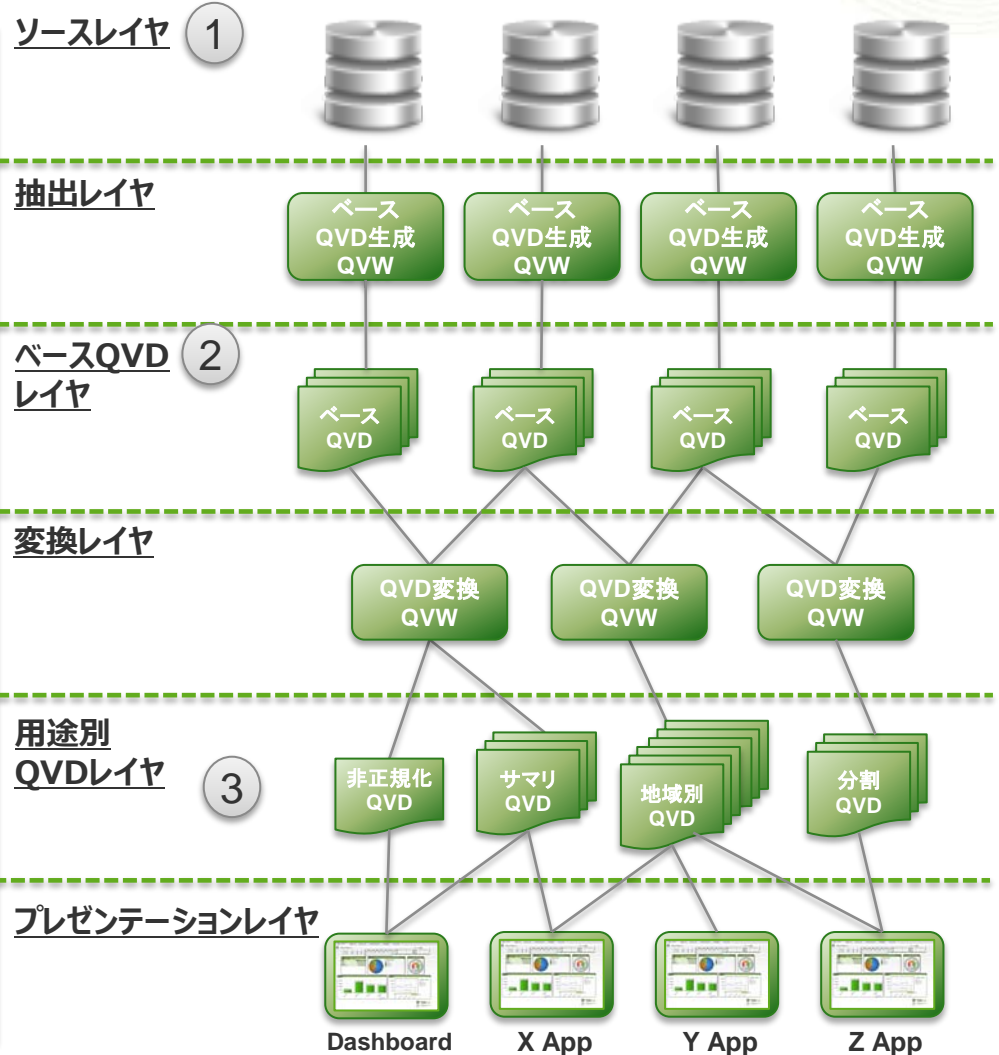 ソースレイヤ
1
抽出レイヤ
ベース
QVD生成
QVW
ベース
QVD生成
QVW
ベース
QVD生成
QVW
ベース
QVD生成
QVW
ベースQVD
レイヤ
2
ベース
QVD
ベース
QVD
ベース
QVD
ベース
QVD
変換レイヤ
QVD変換
QVW
QVD変換
QVW
QVD変換
QVW
用途別
QVDレイヤ
3
非正規化
QVD
サマリ
QVD
地域別
QVD
分割
QVD
プレゼンテーションレイヤ
Dashboard
X App
Y App
Z App